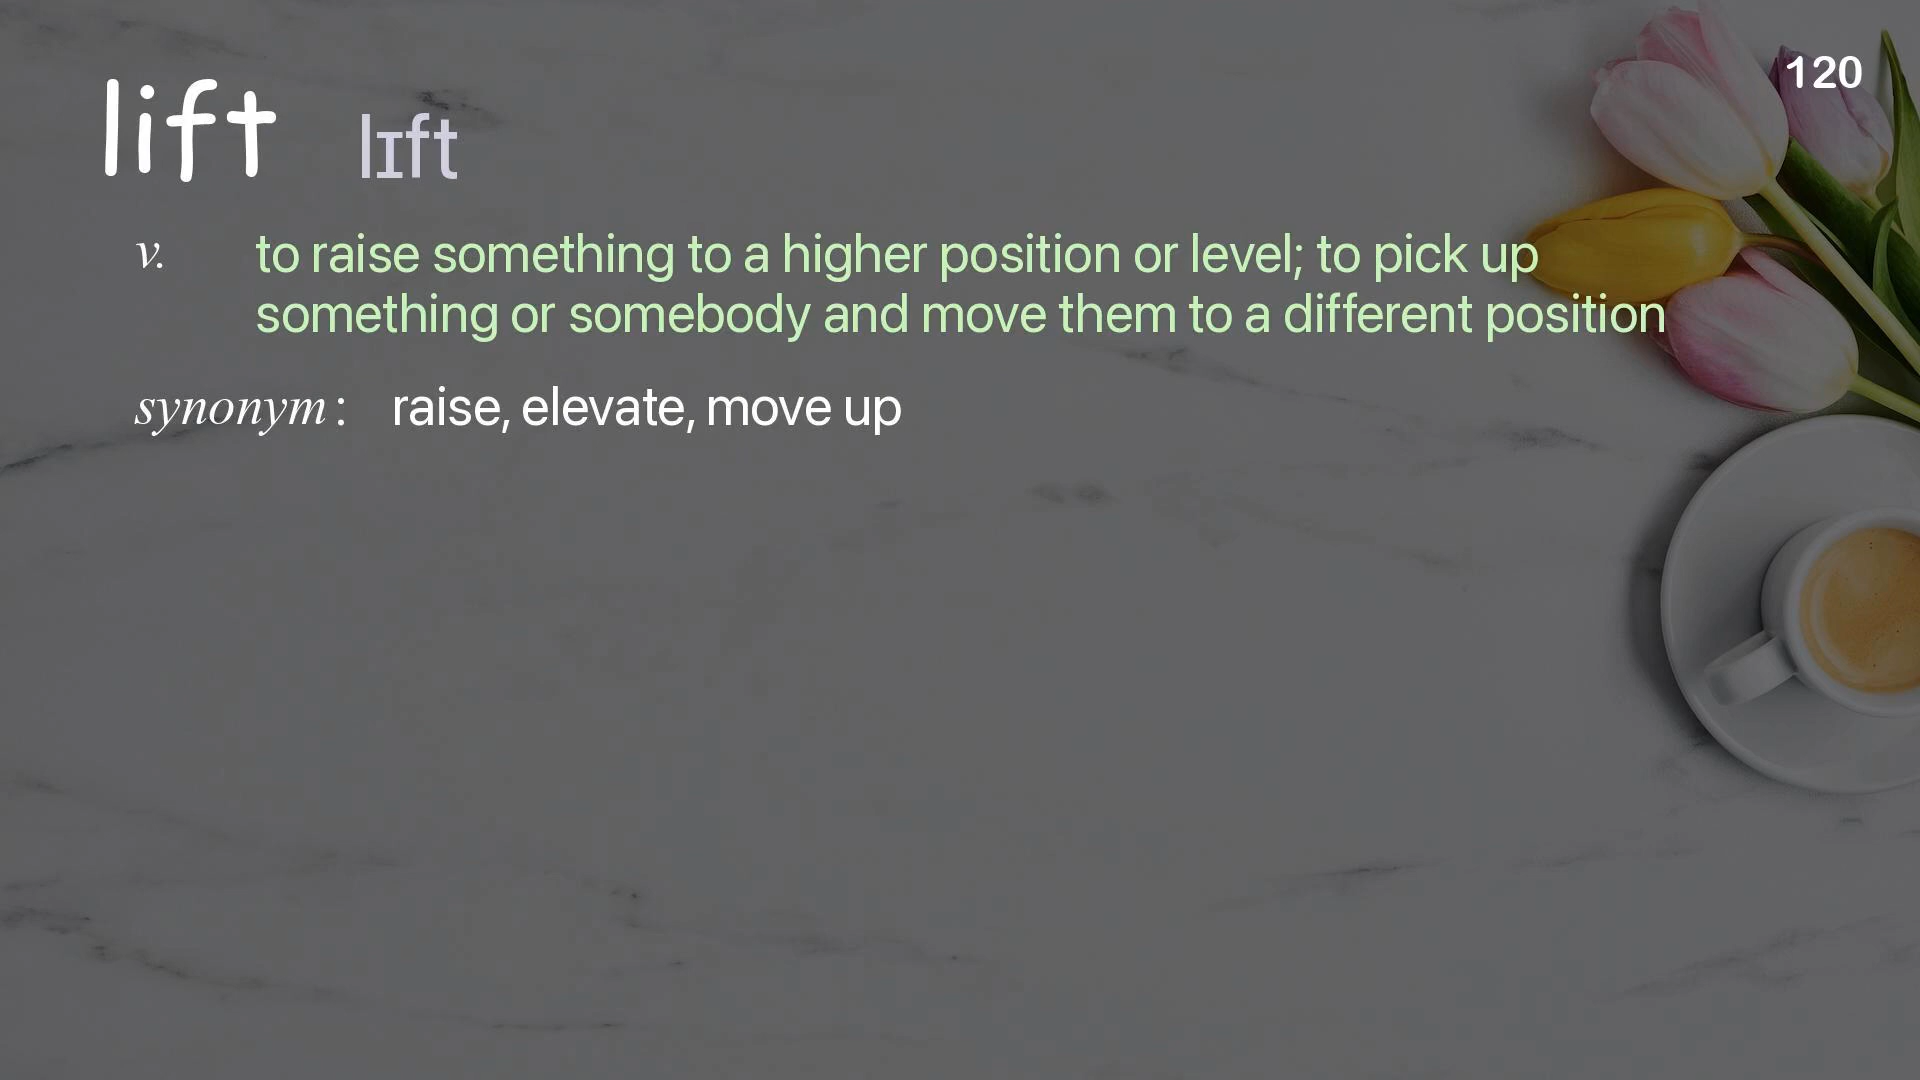 120
lift lɪft
v. to raise something to a higher position or level; to pick up
something or somebody and move them to a different position
synonym: raise, elevate, move up